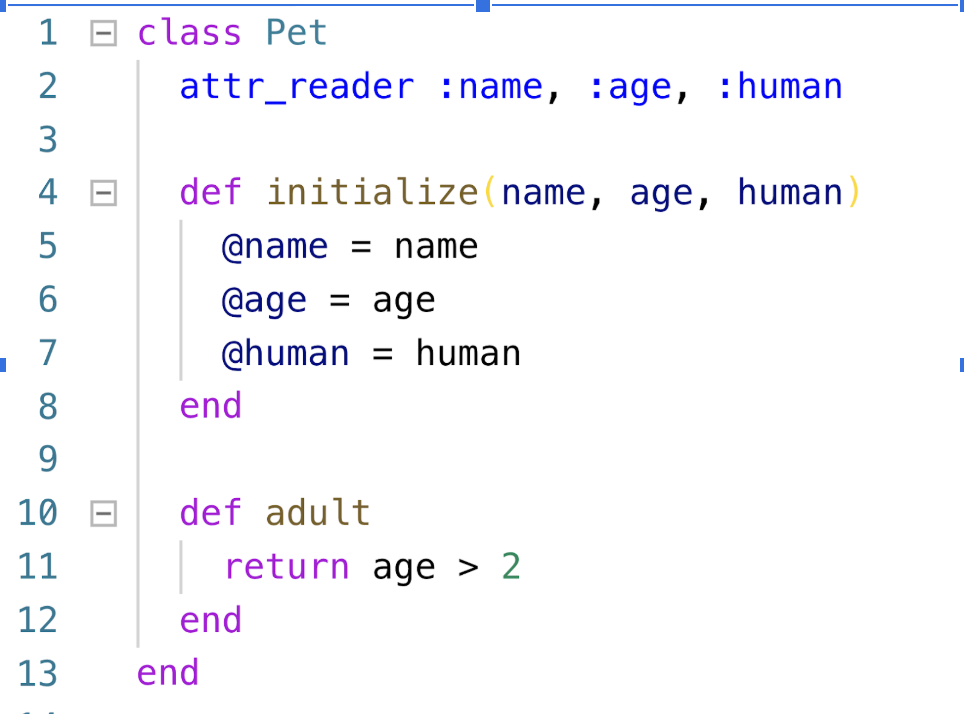 1 class Pet
2   attr_reader :name, :age, :human
3
4   def initialize(name, age, human)
5     @name = name
6     @age = age
7     @human = human
8   end
9
10   def adult
11     return age > 2
12   end
13 end